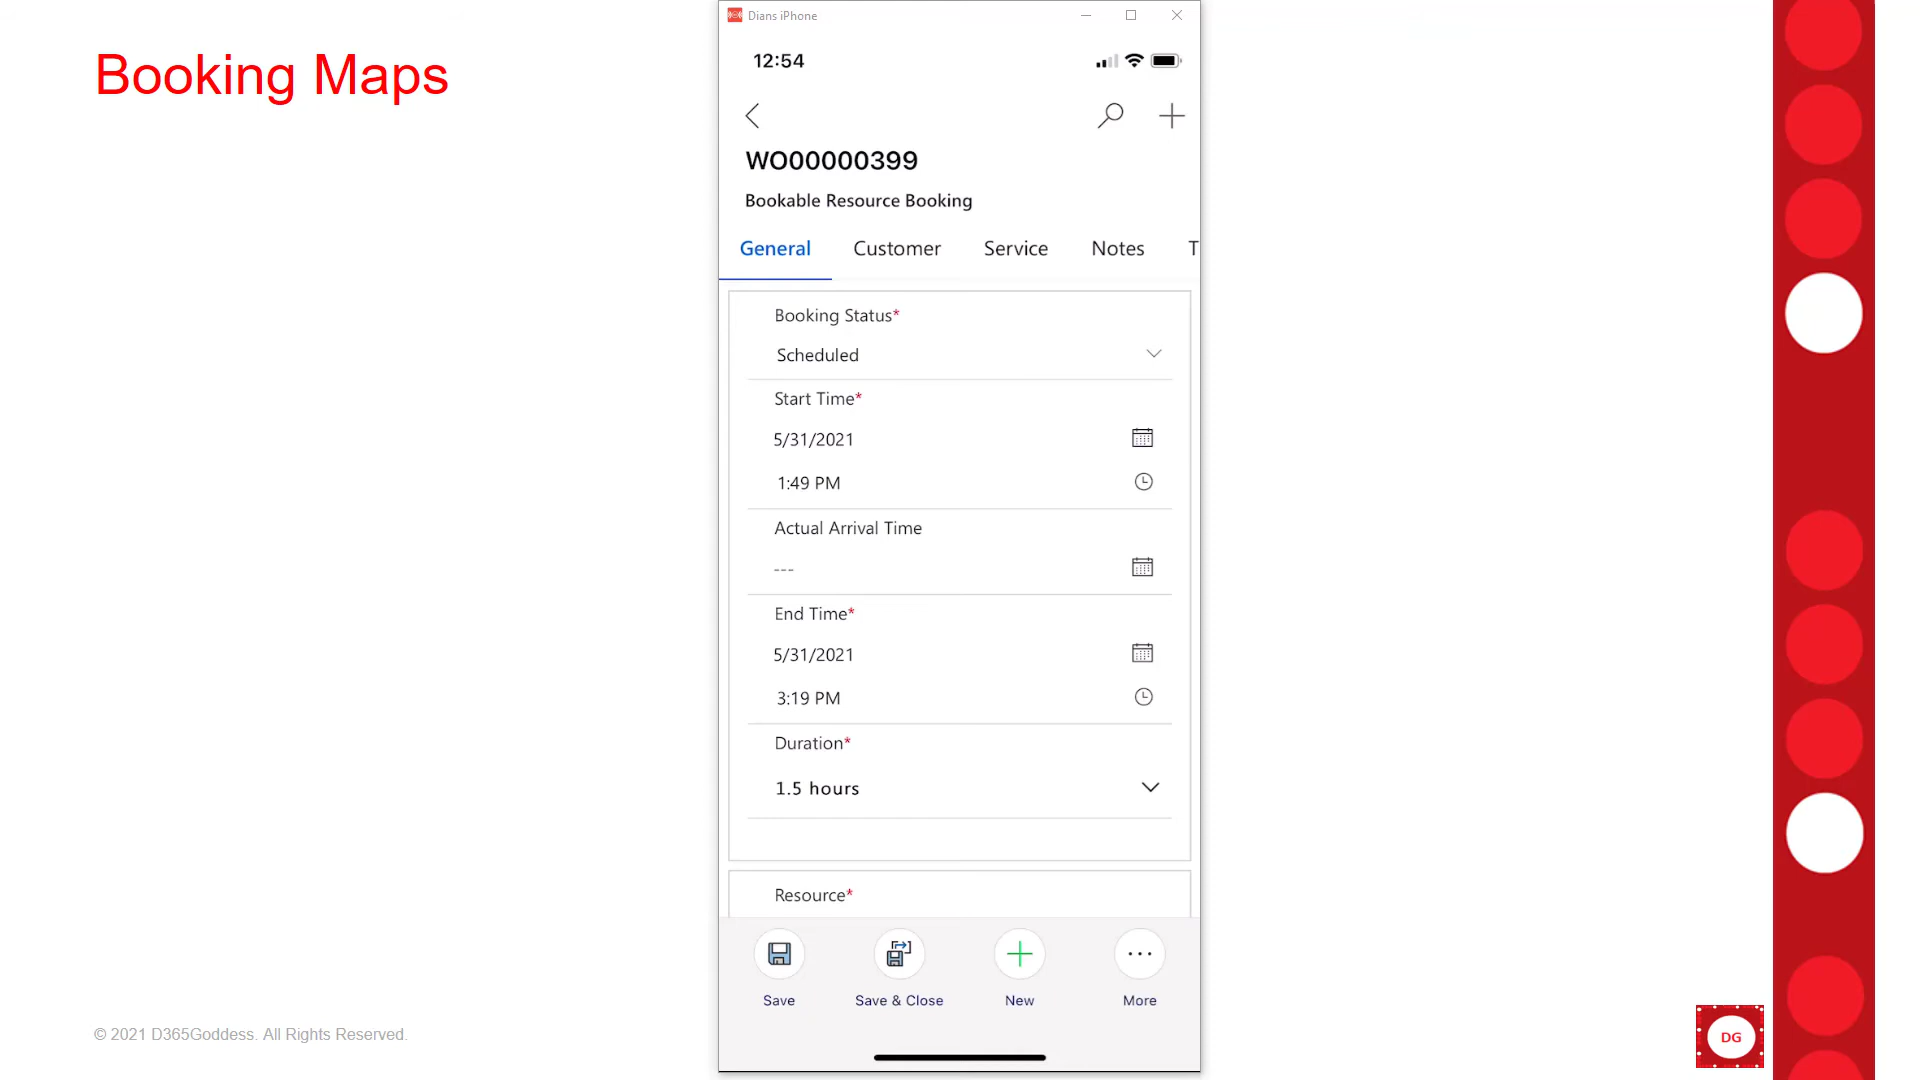 Booking Maps
Dians iPhone
12:54
WO00000399
Bookable Resource Booking
General Customer Service Notes T
Booking Status*
Scheduled
Start Time*
5/31/2021
1:49 PM
Actual Arrival Time
---
End Time*
5/31/2021
3:19 PM
Duration*
1.5 hours
Resource*
Save Save & Close New More
© 2021 D365Goddess. All Rights Reserved.
DG